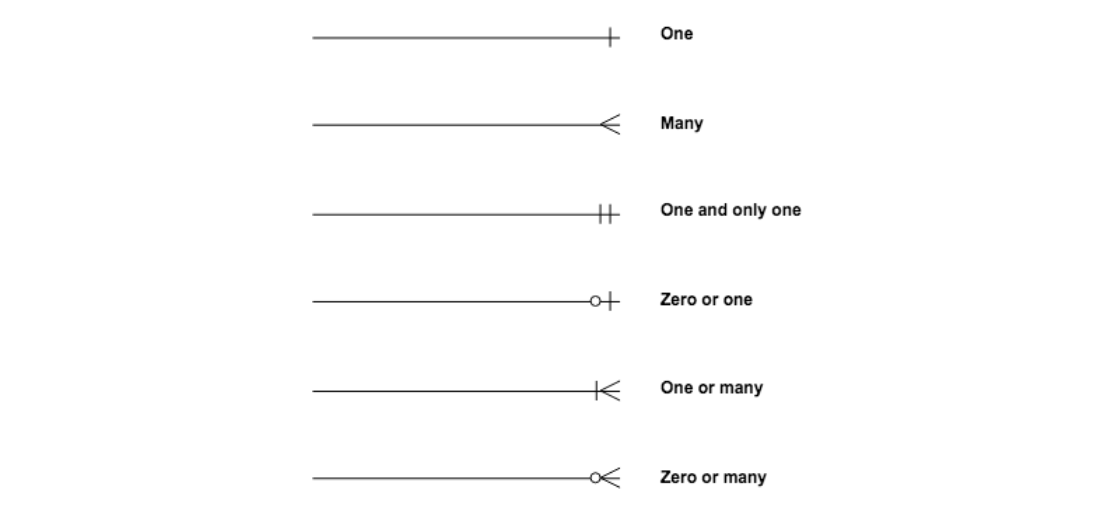 One
Many
One and only one
Zero or one
One or many
Zero or many